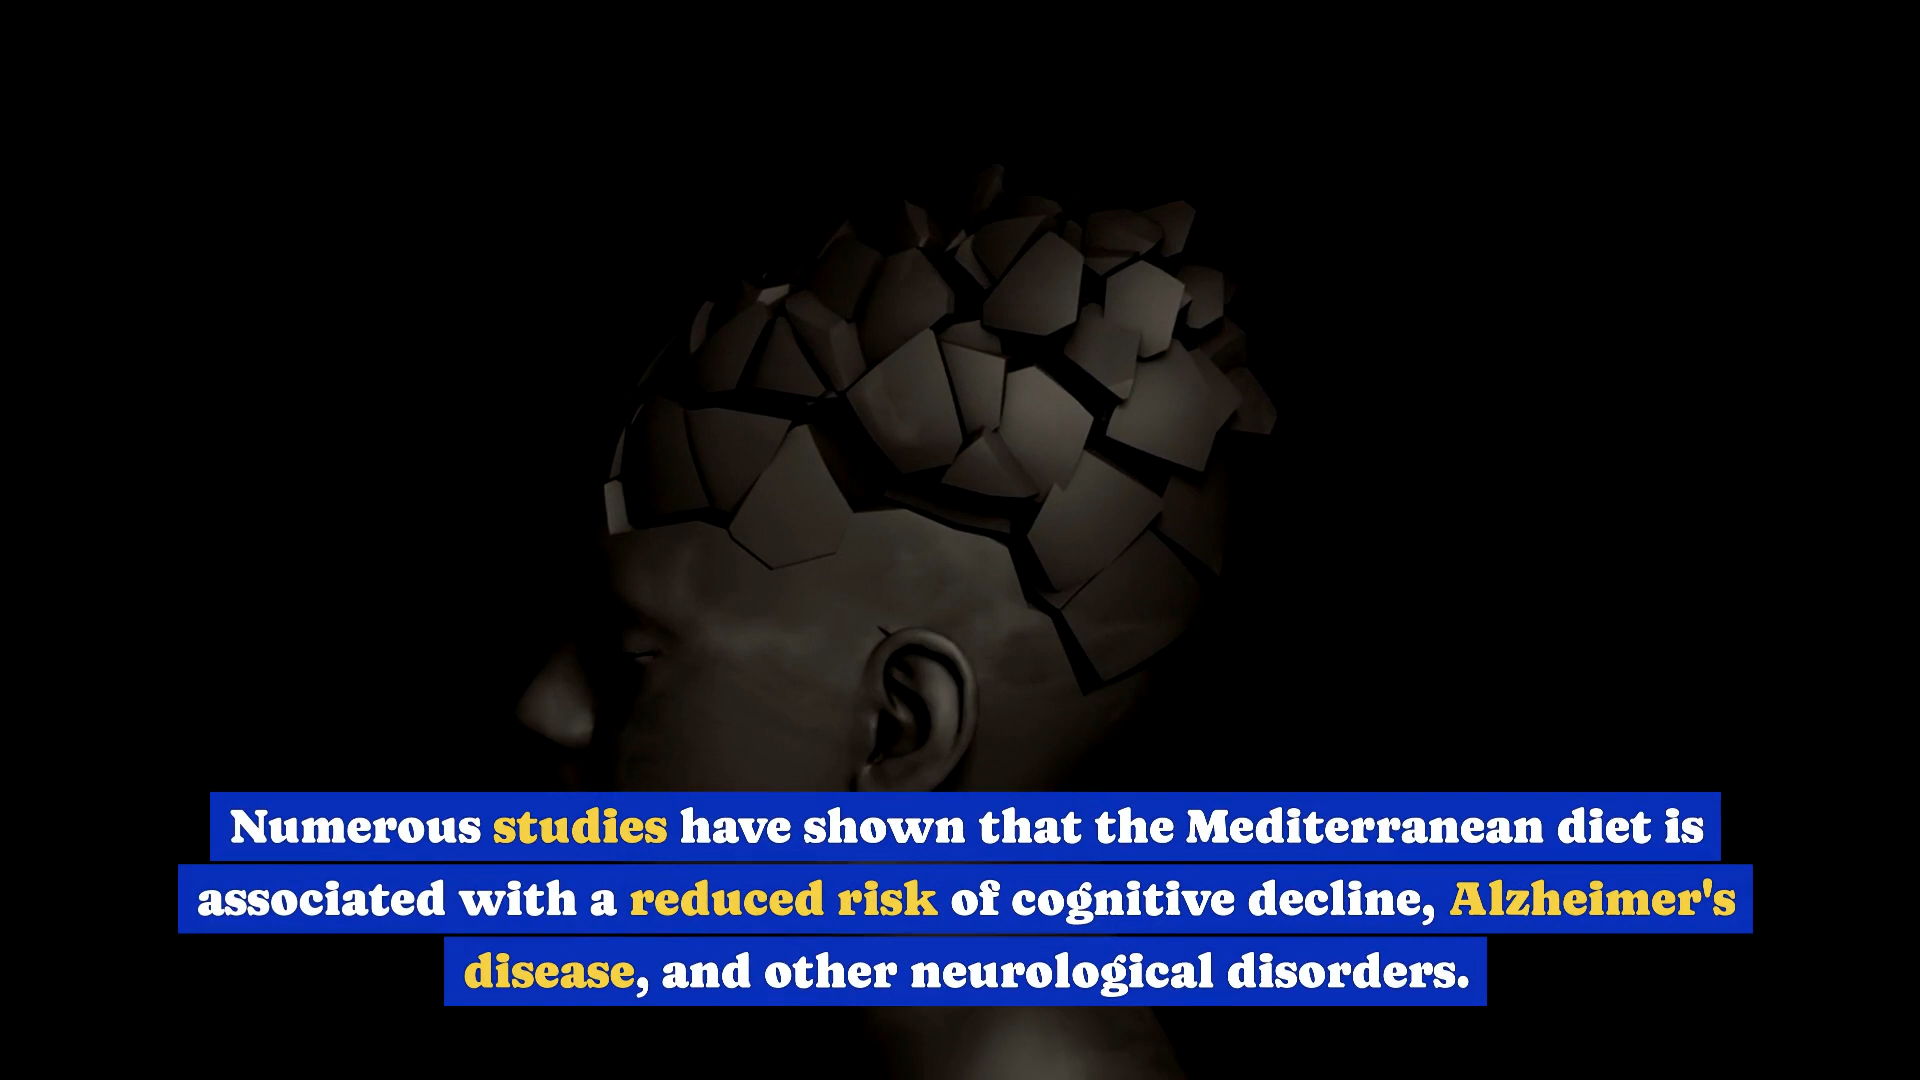 Numerous studies have shown that the Mediterranean diet is
associated with a reduced risk of cognitive decline, Alzheimer's
disease, and other neurological disorders.